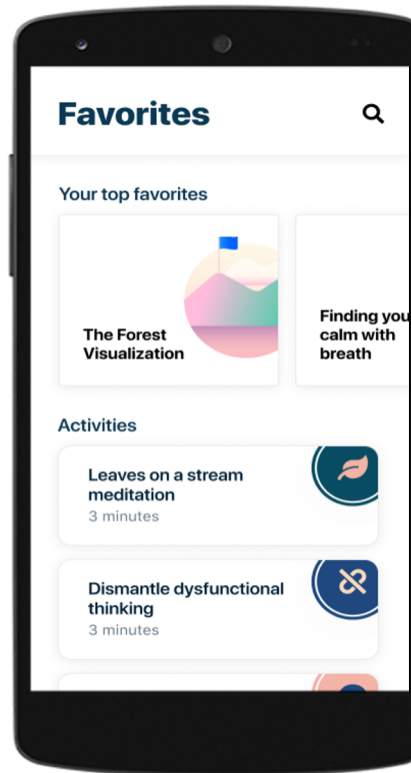 Favorites
Your top favorites
The Forest
Visualization
Finding you
calm with
breath
Activities
Leaves on a stream
meditation
3 minutes
Dismantle dysfunctional
thinking
3 minutes